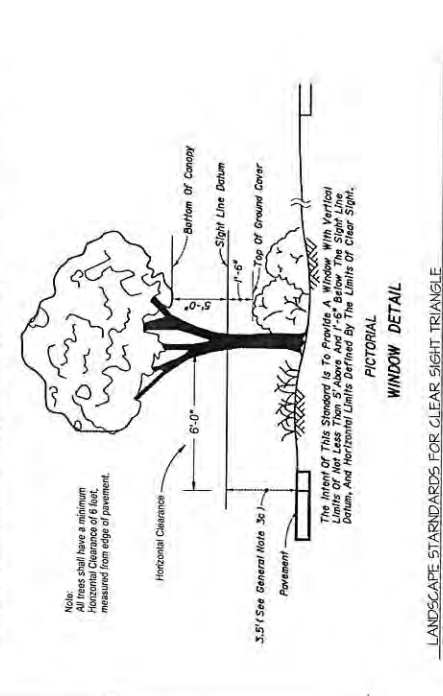 Note:
All trees shall have a minimum
Horizontal Clearance of 6 feet,
measured from edge of pavement.
Horizontal Clearance
6'-0"
5'-0"
Bottom Of Canopy
Sight Line Datum
1'-6"
Top Of Ground Cover
3.5' (See General Note 3c)
Pavement
The Intent Of This Standard Is To Provide A Window With Vertical
Limits Of Not Less Than 5' Above And 1'-6" Below The Sight Line
Datum, And Horizontal Limits Defined By The Limits Of Clear Sight.
PICTORIAL
WINDOW DETAIL
LANDSCAPE STARNDARDS FOR CLEAR SIGHT TRIANGLE